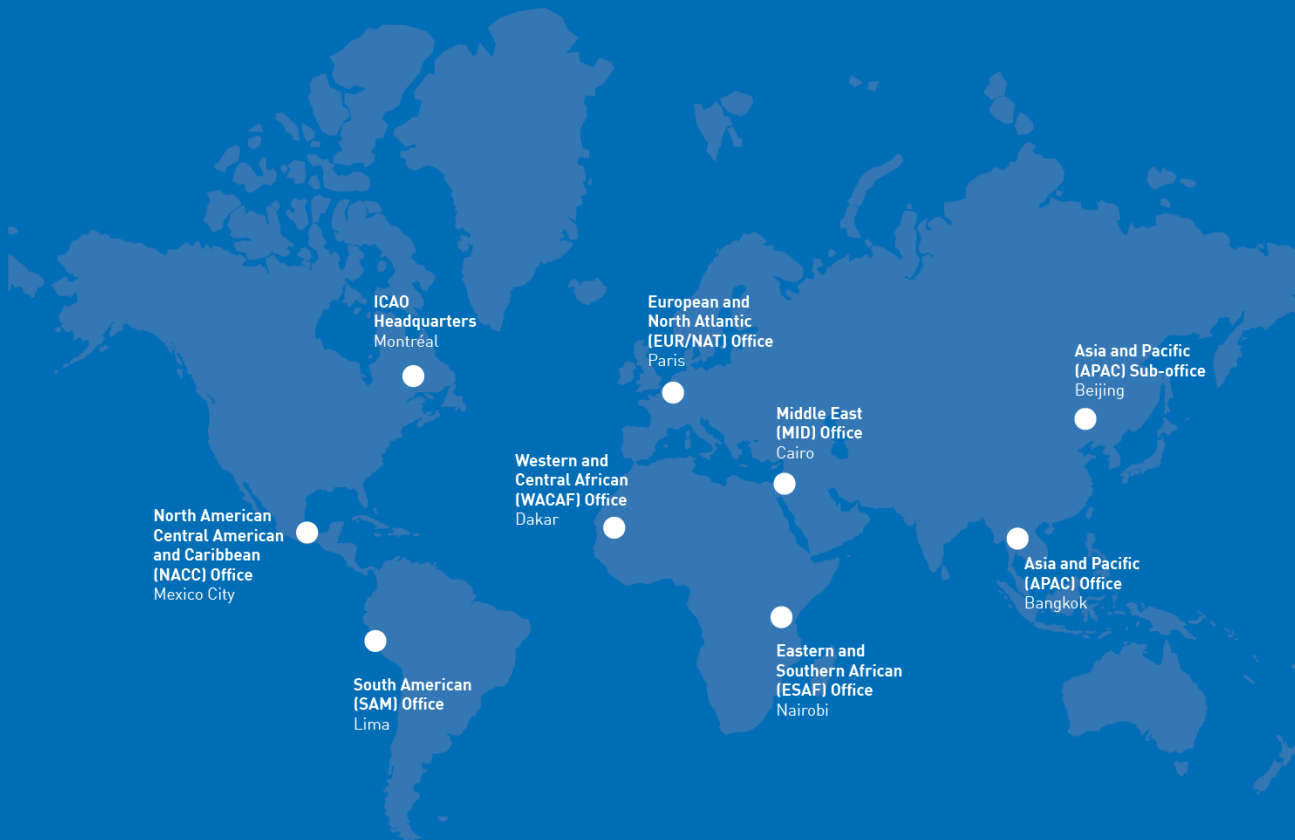 ICAO
Headquarters
Montréal
European and
North Atlantic
(EUR/NAT) Office
Paris
Asia and Pacific
(APAC) Sub-office
Beijing
Middle East
(MID) Office
Cairo
Western and
Central African
(WACAF) Office
Dakar
North American
Central American
and Caribbean
(NACC) Office
Mexico City
Asia and Pacific
(APAC) Office
Bangkok
South American
(SAM) Office
Lima
Eastern and
Southern African
(ESAF) Office
Nairobi